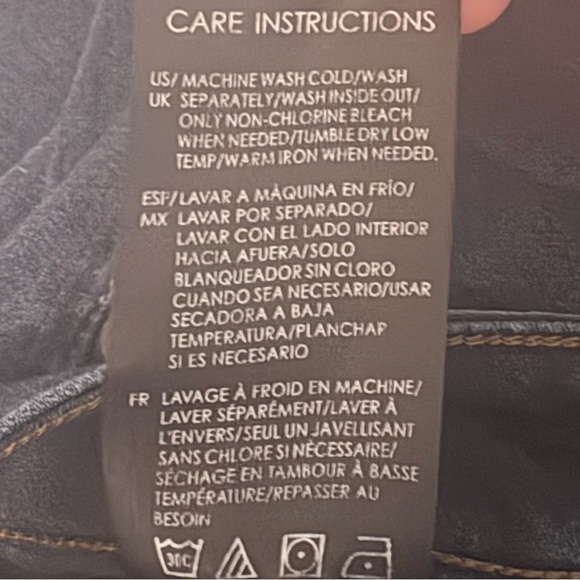 CARE INSTRUCTIONS
US/ MACHINE WASH COLD/WASH
UK SEPARATELY/WASH INSIDE OUT/
ONLY NON-CHLORINE BLEACH
WHEN NEEDED/TUMBLE DRY LOW
TEMP/WARM IRON WHEN NEEDED.
ESP/LAVAR A MÁQUINA EN FRÍO/
MX LAVAR POR SEPARADO/
LAVAR CON EL LADO INTERIOR
HACIA AFUERA/SOLO
BLANQUEADOR SIN CLORO
CUANDO SEA NECESARIO/USAR
SECADORA A BAJA
TEMPERATURA/PLANCHAR
SI ES NECESARIO
FR LAVAGE À FROID EN MACHINE/
LAVER SÉPARÉMENT/LAVER À
L'ENVERS/SEUL UN JAVELLISANT
SANS CHLORE SI NÉCESSAIRE/
SÉCHAGE EN TAMBOUR À BASSE
TEMPÉRATURE/REPASSER AU
BESOIN
30C